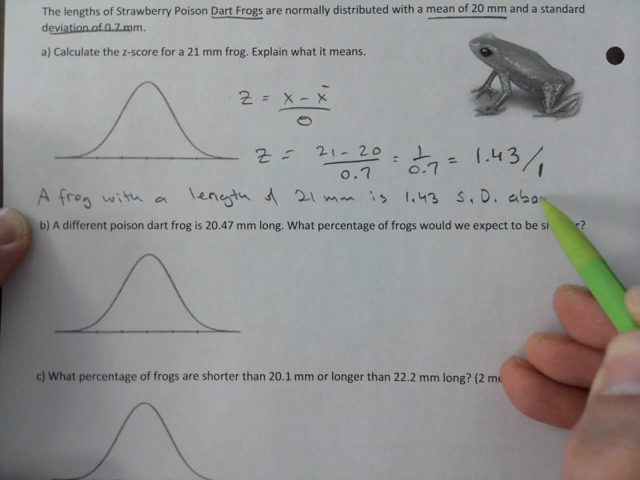 The lengths of Strawberry Poison Dart Frogs are normally distributed with a mean of 20 mm and a standard
deviation of 0.7 mm.
a) Calculate the z-score for a 21 mm frog. Explain what it means.
z = x - x̄
σ
z = 21 - 20 = 1 = 1.43 //
0.7 0.7
A frog with a length of 21 mm is 1.43 S.D.
b) A different poison dart frog is 20.47 mm long. What percentage of frogs would we expect to be
c) What percentage of frogs are shorter than 20.1 mm or longer than 22.2 mm long? (2